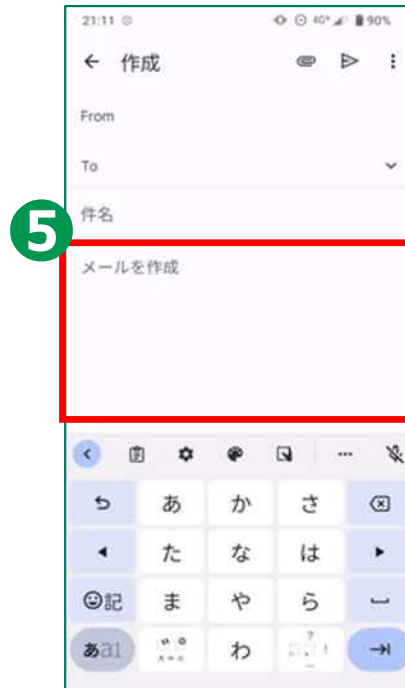 21:11 90%
作成
From
To
件名
5
メールを作成
あ か さ
た な は
記 ま や ら
あa1 わ